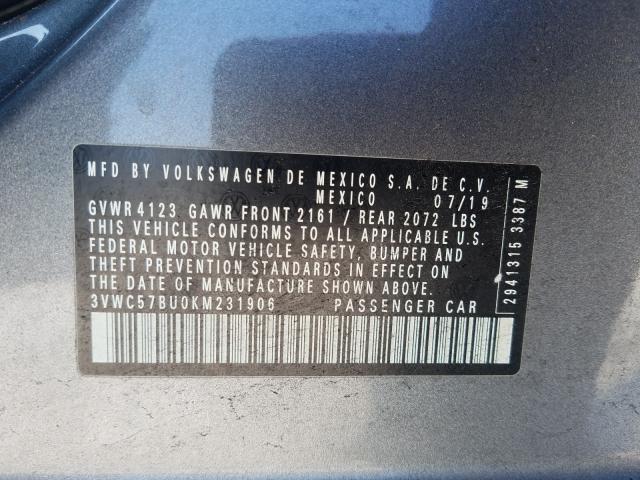 MFD BY VOLKSWAGEN DE MEXICO S.A. DE C.V.
MEXICO 07/19
GVWR 4123 GAWR FRONT 2161 / REAR 2072 LBS
THIS VEHICLE CONFORMS TO ALL APPLICABLE U.S.
FEDERAL MOTOR VEHICLE SAFETY, BUMPER AND
THEFT PREVENTION STANDARDS IN EFFECT ON
THE DATE OF MANUFACTURE SHOWN ABOVE.
3VWC57BU0KM231906 PASSENGER CAR
2941315 3387 M